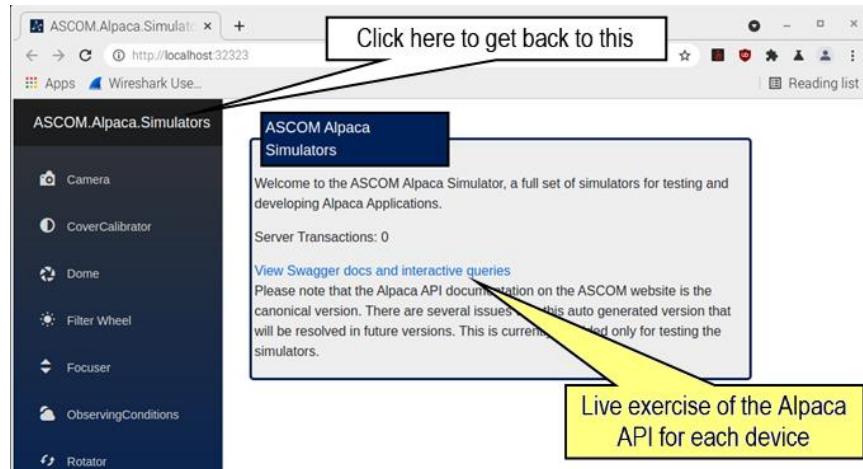 ASCOM.Alpaca.Simulat
Click here to get back to this
http://localhost:32323
Apps
Wireshark Use...
Reading list
ASCOM.Alpaca.Simulators
Camera
CoverCalibrator
Dome
Filter Wheel
Focuser
ObservingConditions
Rotator
ASCOM Alpaca
Simulators
Welcome to the ASCOM Alpaca Simulator, a full set of simulators for testing and
developing Alpaca Applications.
Server Transactions: 0
View Swagger docs and interactive queries
Please note that the Alpaca API documentation on the ASCOM website is the
canonical version. There are several issues this auto generated version that
will be resolved in future versions. This is currently only for testing the
simulators.
Live exercise of the Alpaca
API for each device